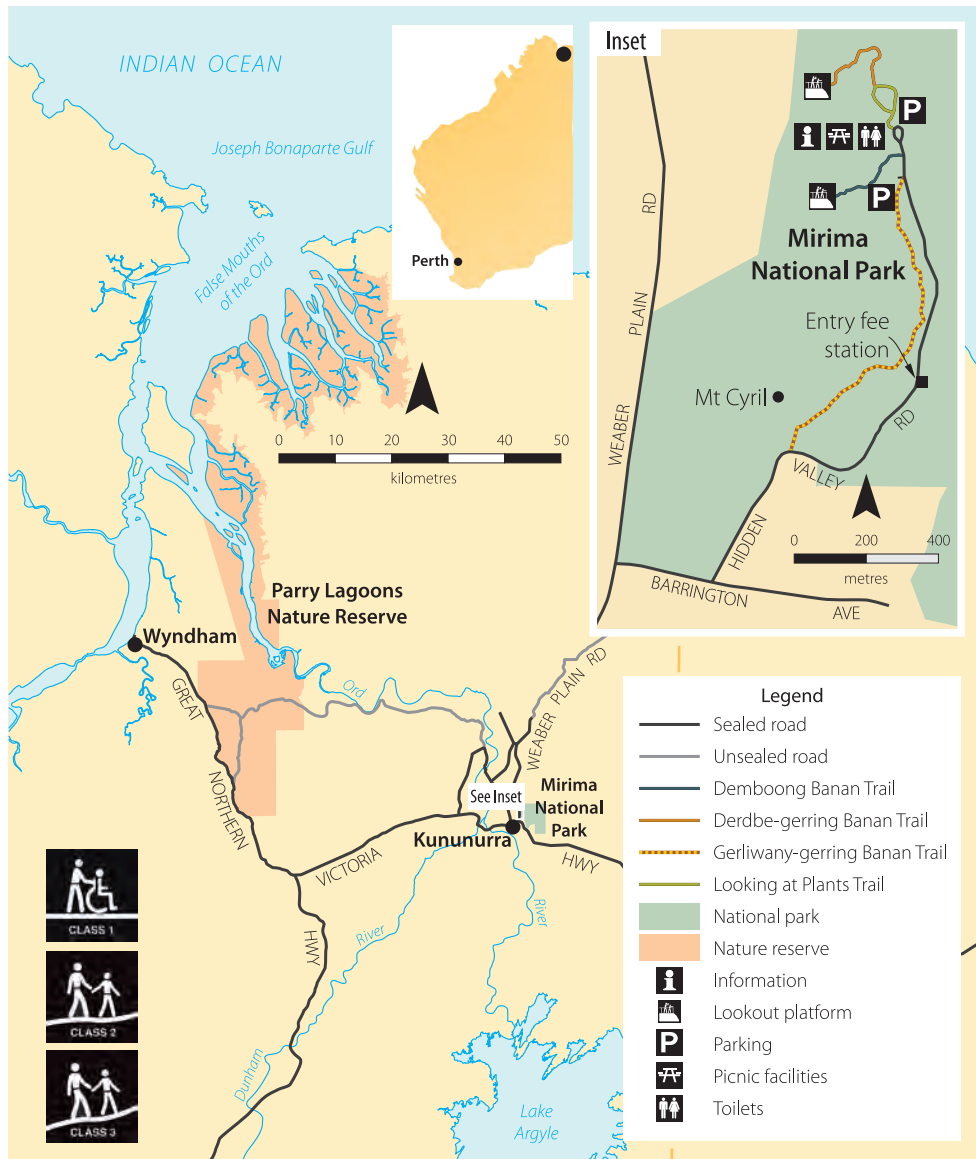 INDIAN OCEAN
Joseph Bonaparte Gulf
False Mouths
of the Ord
Perth
0 10 20 30 40 50
kilometres
Parry Lagoons
Nature Reserve
Wyndham
Ord
GREAT
NORTHERN
HWY
WEABER PLAIN RD
See Inset
Mirima
National
Park
Kununurra
VICTORIA
HWY
River
River
Dunham
Lake
Argyle
CLASS 1
CLASS 2
CLASS 3
Inset
P
i
P
Mirima
National Park
Entry fee
station
Mt Cyril
WEABER
PLAIN
RD
HIDDEN
VALLEY
RD
BARRINGTON
AVE
0 200 400
metres
Legend
Sealed road
Unsealed road
Demboong Banan Trail
Derdbe-gerring Banan Trail
Gerliwany-gerring Banan Trail
Looking at Plants Trail
National park
Nature reserve
i Information
Lookout platform
P Parking
Picnic facilities
Toilets